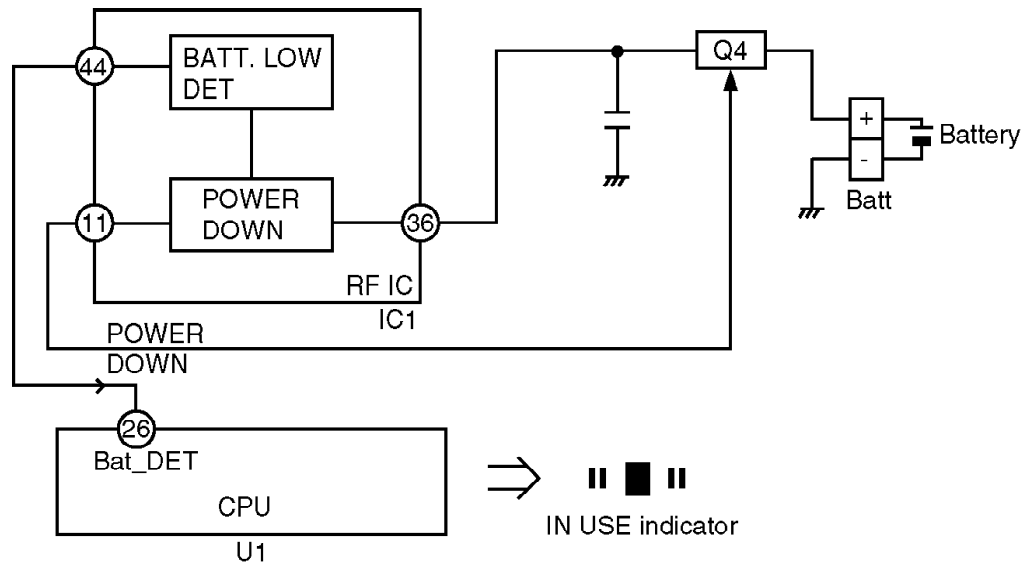 44
BATT. LOW
DET
Q4
+
Battery
-
Batt
11
POWER
DOWN
36
RF IC
IC1
POWER
DOWN
26
Bat_DET
CPU
U1
IN USE indicator